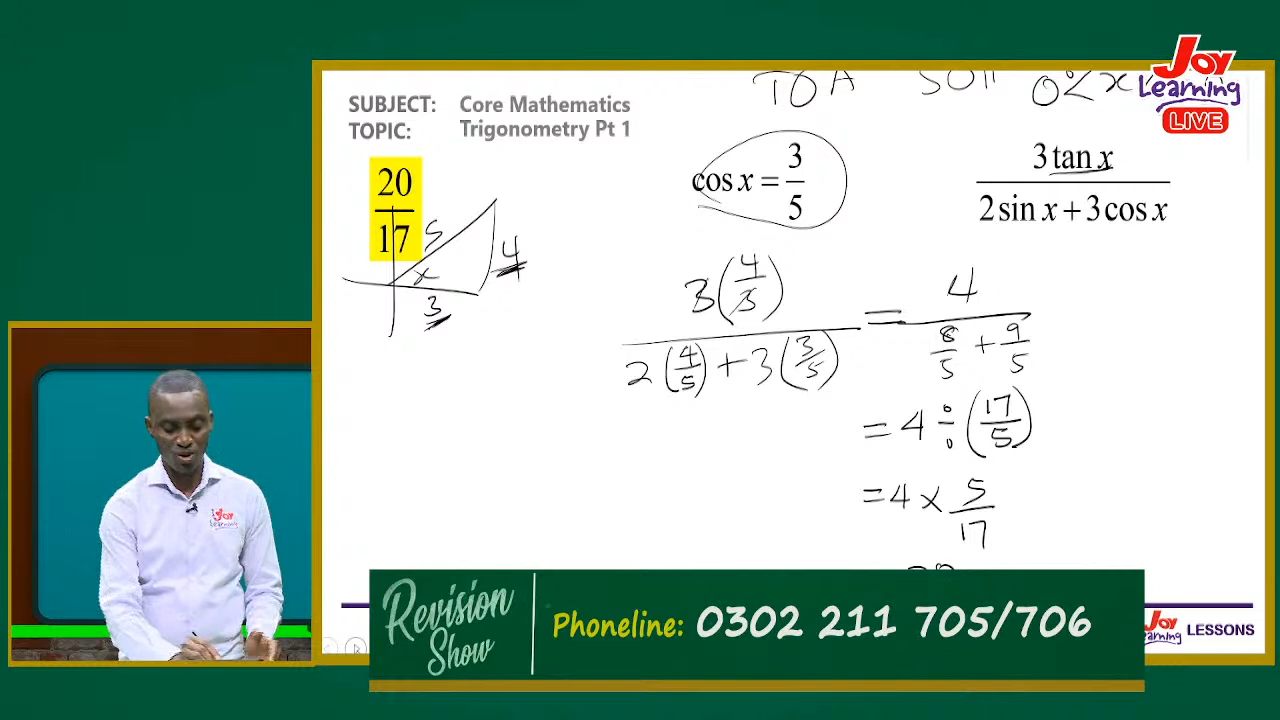 Joy
Learning
LIVE
SUBJECT: Core Mathematics
TOPIC: Trigonometry Pt 1
TOA SOH 0° < x
20
17
5
x
3
4
cos x = 3/5
3 tan x
2 sin x + 3 cos x
3(4/3)
2(4/5) + 3(3/5)
= 4
8/5 + 9/5
= 4 ÷ (17/5)
= 4 × 5/17
Joy
Learning
Revision
Show
Phoneline: 0302 211 705/706
Joy
Learning LESSONS